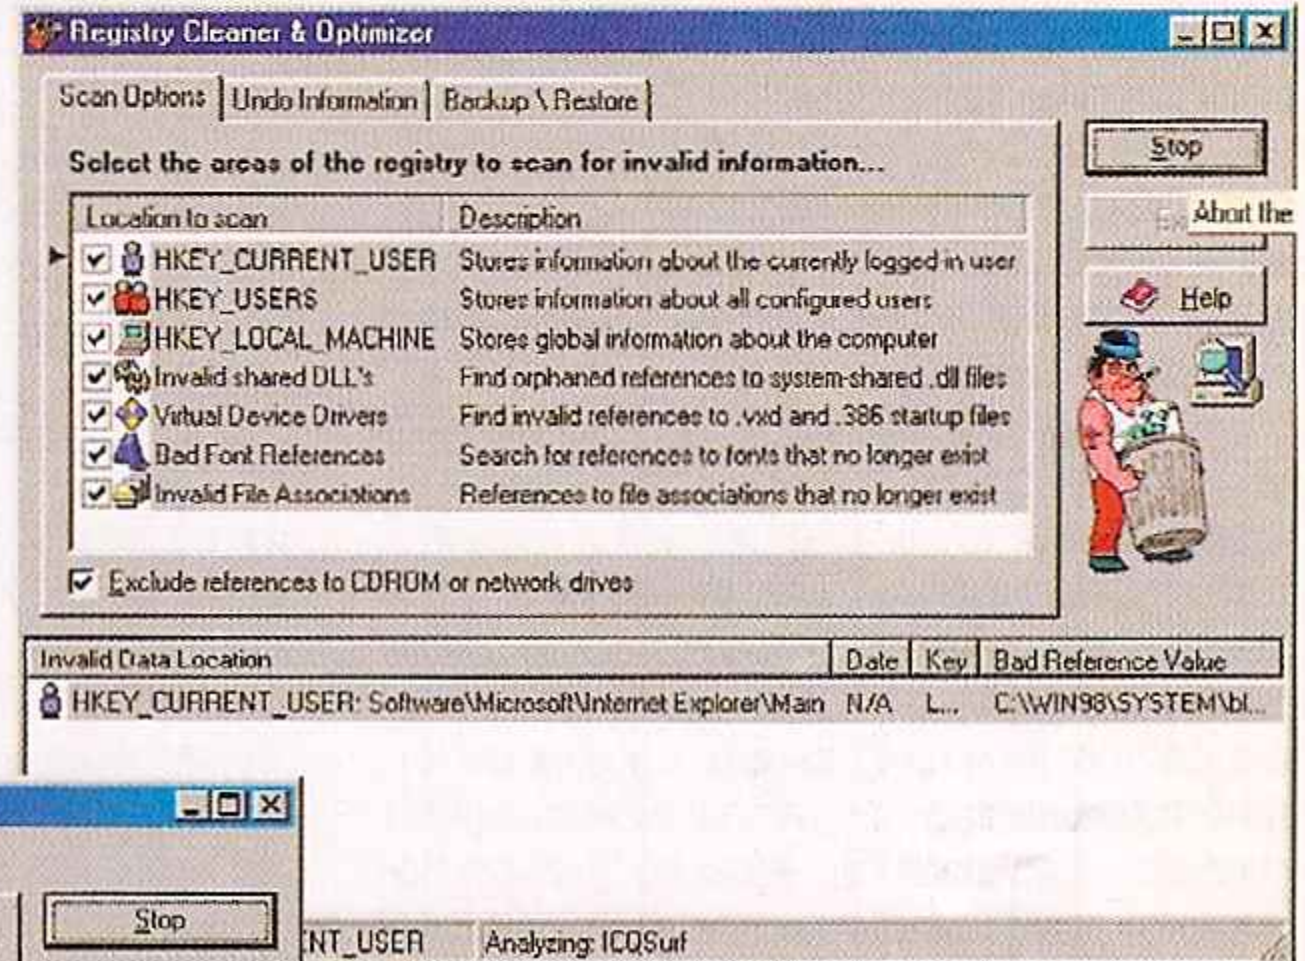 Registry Cleaner & Optimizer
Scan Options Undo Information Backup \ Restore
Select the areas of the registry to scan for invalid information...
Location to scan Description
HKEY_CURRENT_USER Stores information about the currently logged in user
HKEY_USERS Stores information about all configured users
HKEY_LOCAL_MACHINE Stores global information about the computer
Invalid shared DLL's Find orphaned references to system-shared .dll files
Virtual Device Drivers Find invalid references to .vxd and .386 startup files
Bad Font References Search for references to fonts that no longer exist
Invalid File Associations References to file associations that no longer exist
Exclude references to CDROM or network drives
Stop
Abort the
Help
Invalid Data Location Date Key Bad Reference Value
HKEY_CURRENT_USER: Software\Microsoft\Internet Explorer\Main N/A L... C:\WIN98\SYSTEM\bl...
Stop
NT_USER Analyzing: ICQSurf